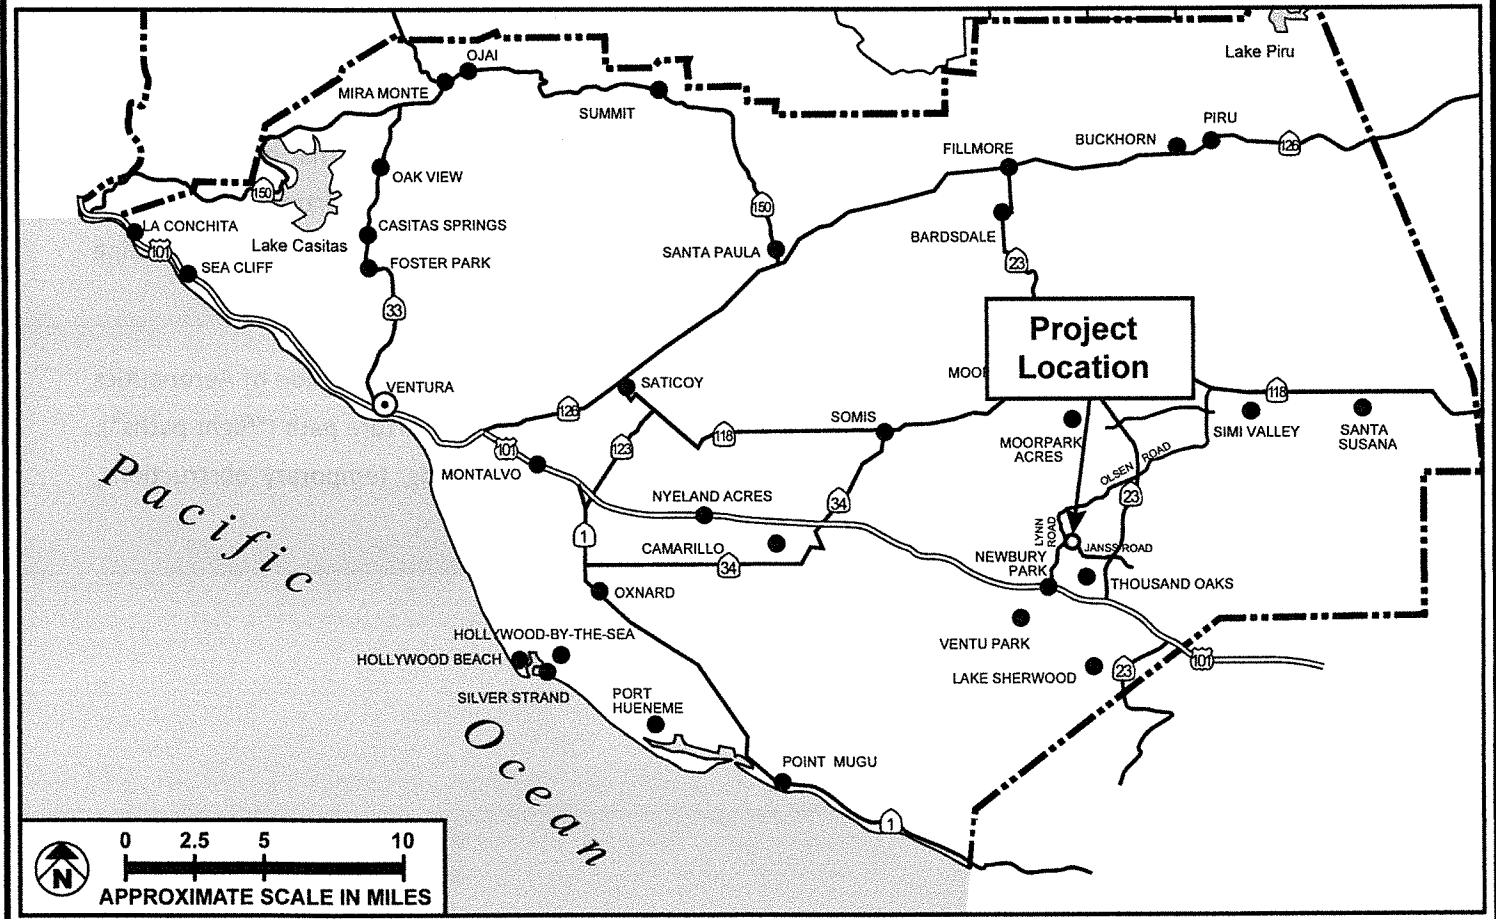 Lake Piru
OJAI
MIRA MONTE
SUMMIT
PIRU
BUCKHORN
126
FILLMORE
OAK VIEW
150
150
LA CONCHITA
CASITAS SPRINGS
Lake Casitas
101
SEA CLIFF
FOSTER PARK
SANTA PAULA
BARDSDALE
23
33
Project
Location
MOOR
VENTURA
SATICOY
118
126
SOMIS
118
123
101
MONTALVO
MOORPARK
ACRES
SIMI VALLEY
SANTA
SUSANA
OLSEN ROAD
23
NYELAND ACRES
34
1
CAMARILLO
34
LYNN
ROAD
JANSS ROAD
NEWBURY
PARK
THOUSAND OAKS
OXNARD
VENTU PARK
HOLLYWOOD-BY-THE-SEA
HOLLYWOOD BEACH
SILVER STRAND
LAKE SHERWOOD
23
101
PORT
HUENEME
POINT MUGU
1
Pacific
Ocean
0 2.5 5 10
N
APPROXIMATE SCALE IN MILES